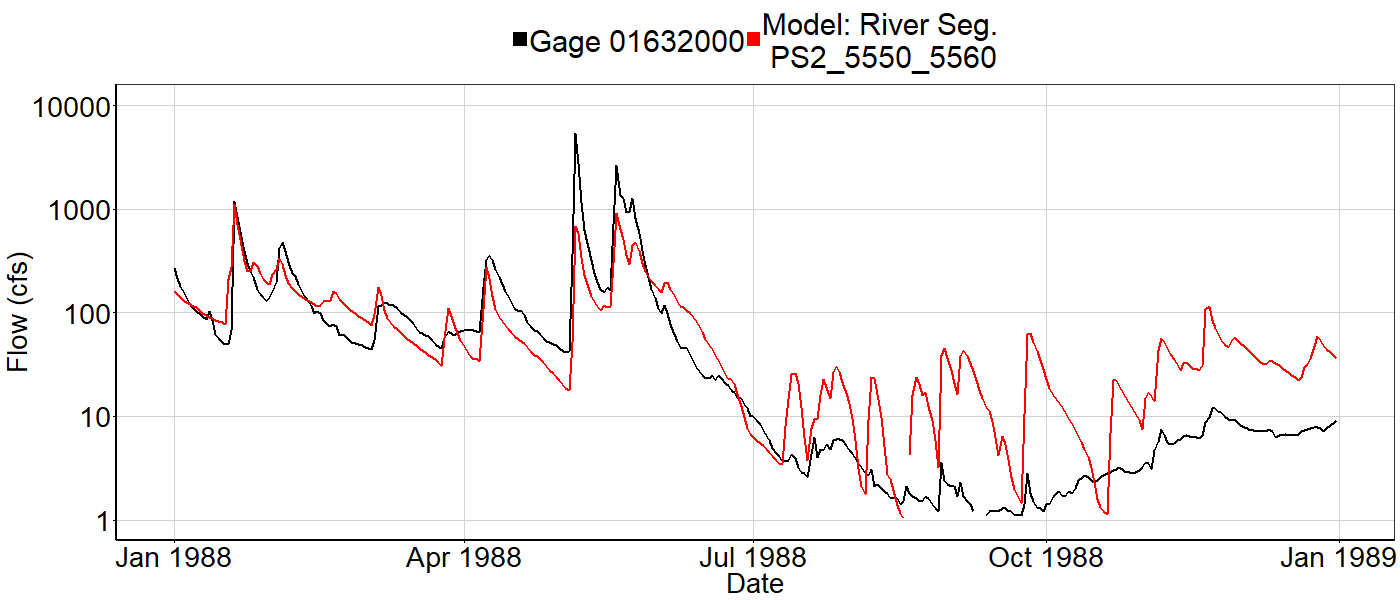 Gage 01632000
Model: River Seg.
PS2_5550_5560
Flow (cfs)
10000
1000
100
10
1
Jan 1988
Apr 1988
Jul 1988
Oct 1988
Jan 1989
Date